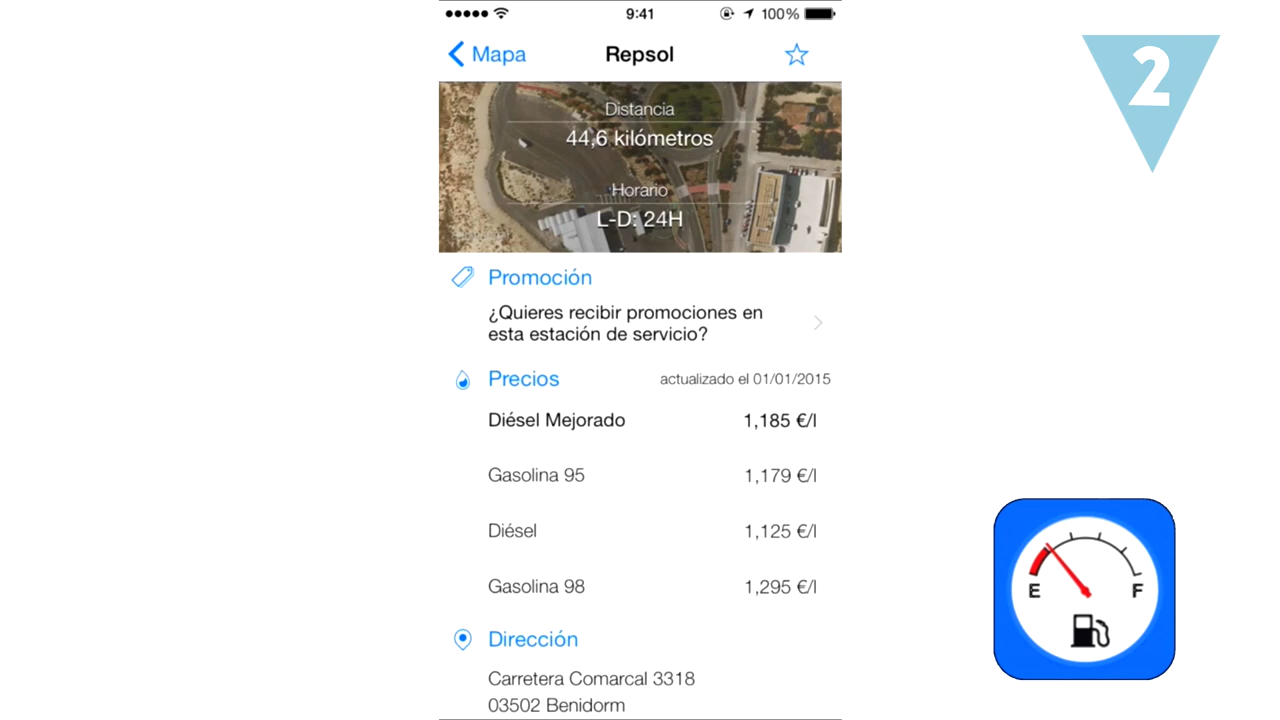 9:41
100%
Mapa
Repsol
2
Distancia
44,6 kilómetros
Horario
L-D: 24H
Promoción
¿Quieres recibir promociones en
esta estación de servicio?
Precios
actualizado el 01/01/2015
Diésel Mejorado
1,185 €/l
Gasolina 95
1,179 €/l
Diésel
1,125 €/l
Gasolina 98
1,295 €/l
E
F
Dirección
Carretera Comarcal 3318
03502 Benidorm